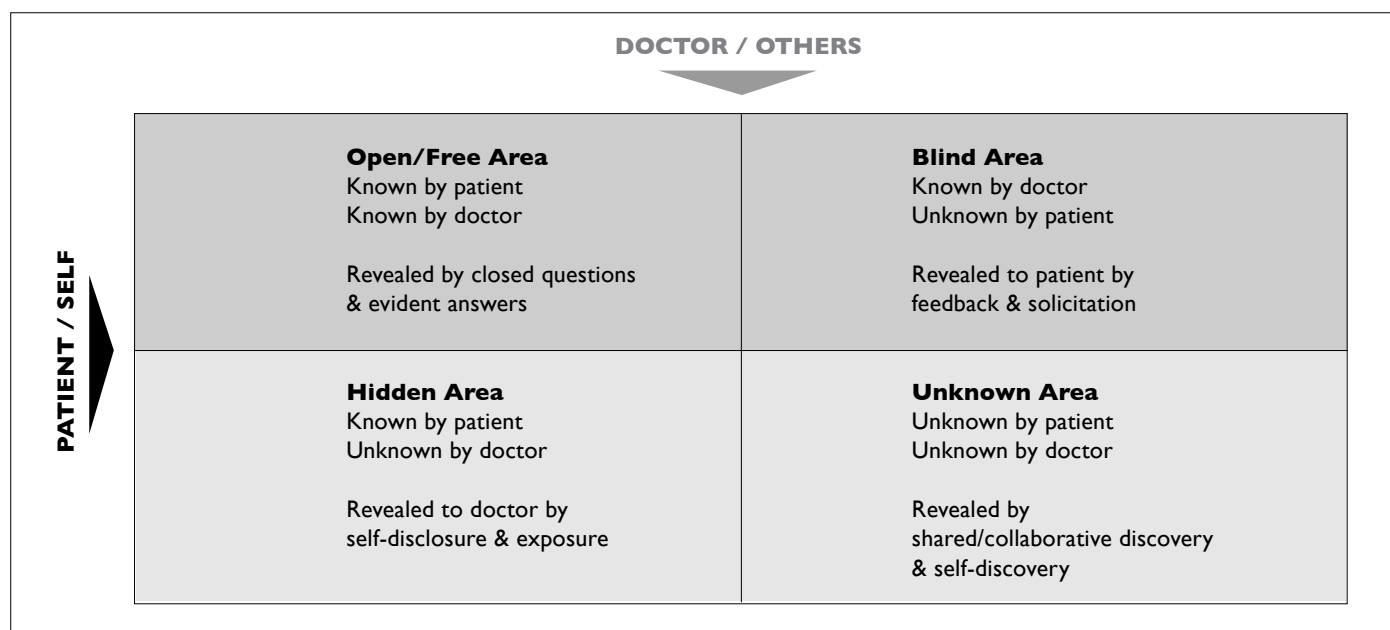 DOCTOR / OTHERS
PATIENT / SELF
Open/Free Area
Known by patient
Known by doctor
Revealed by closed questions
& evident answers
Blind Area
Known by doctor
Unknown by patient
Revealed to patient by
feedback & solicitation
Hidden Area
Known by patient
Unknown by doctor
Revealed to doctor by
self-disclosure & exposure
Unknown Area
Unknown by patient
Unknown by doctor
Revealed by
shared/collaborative discovery
& self-discovery